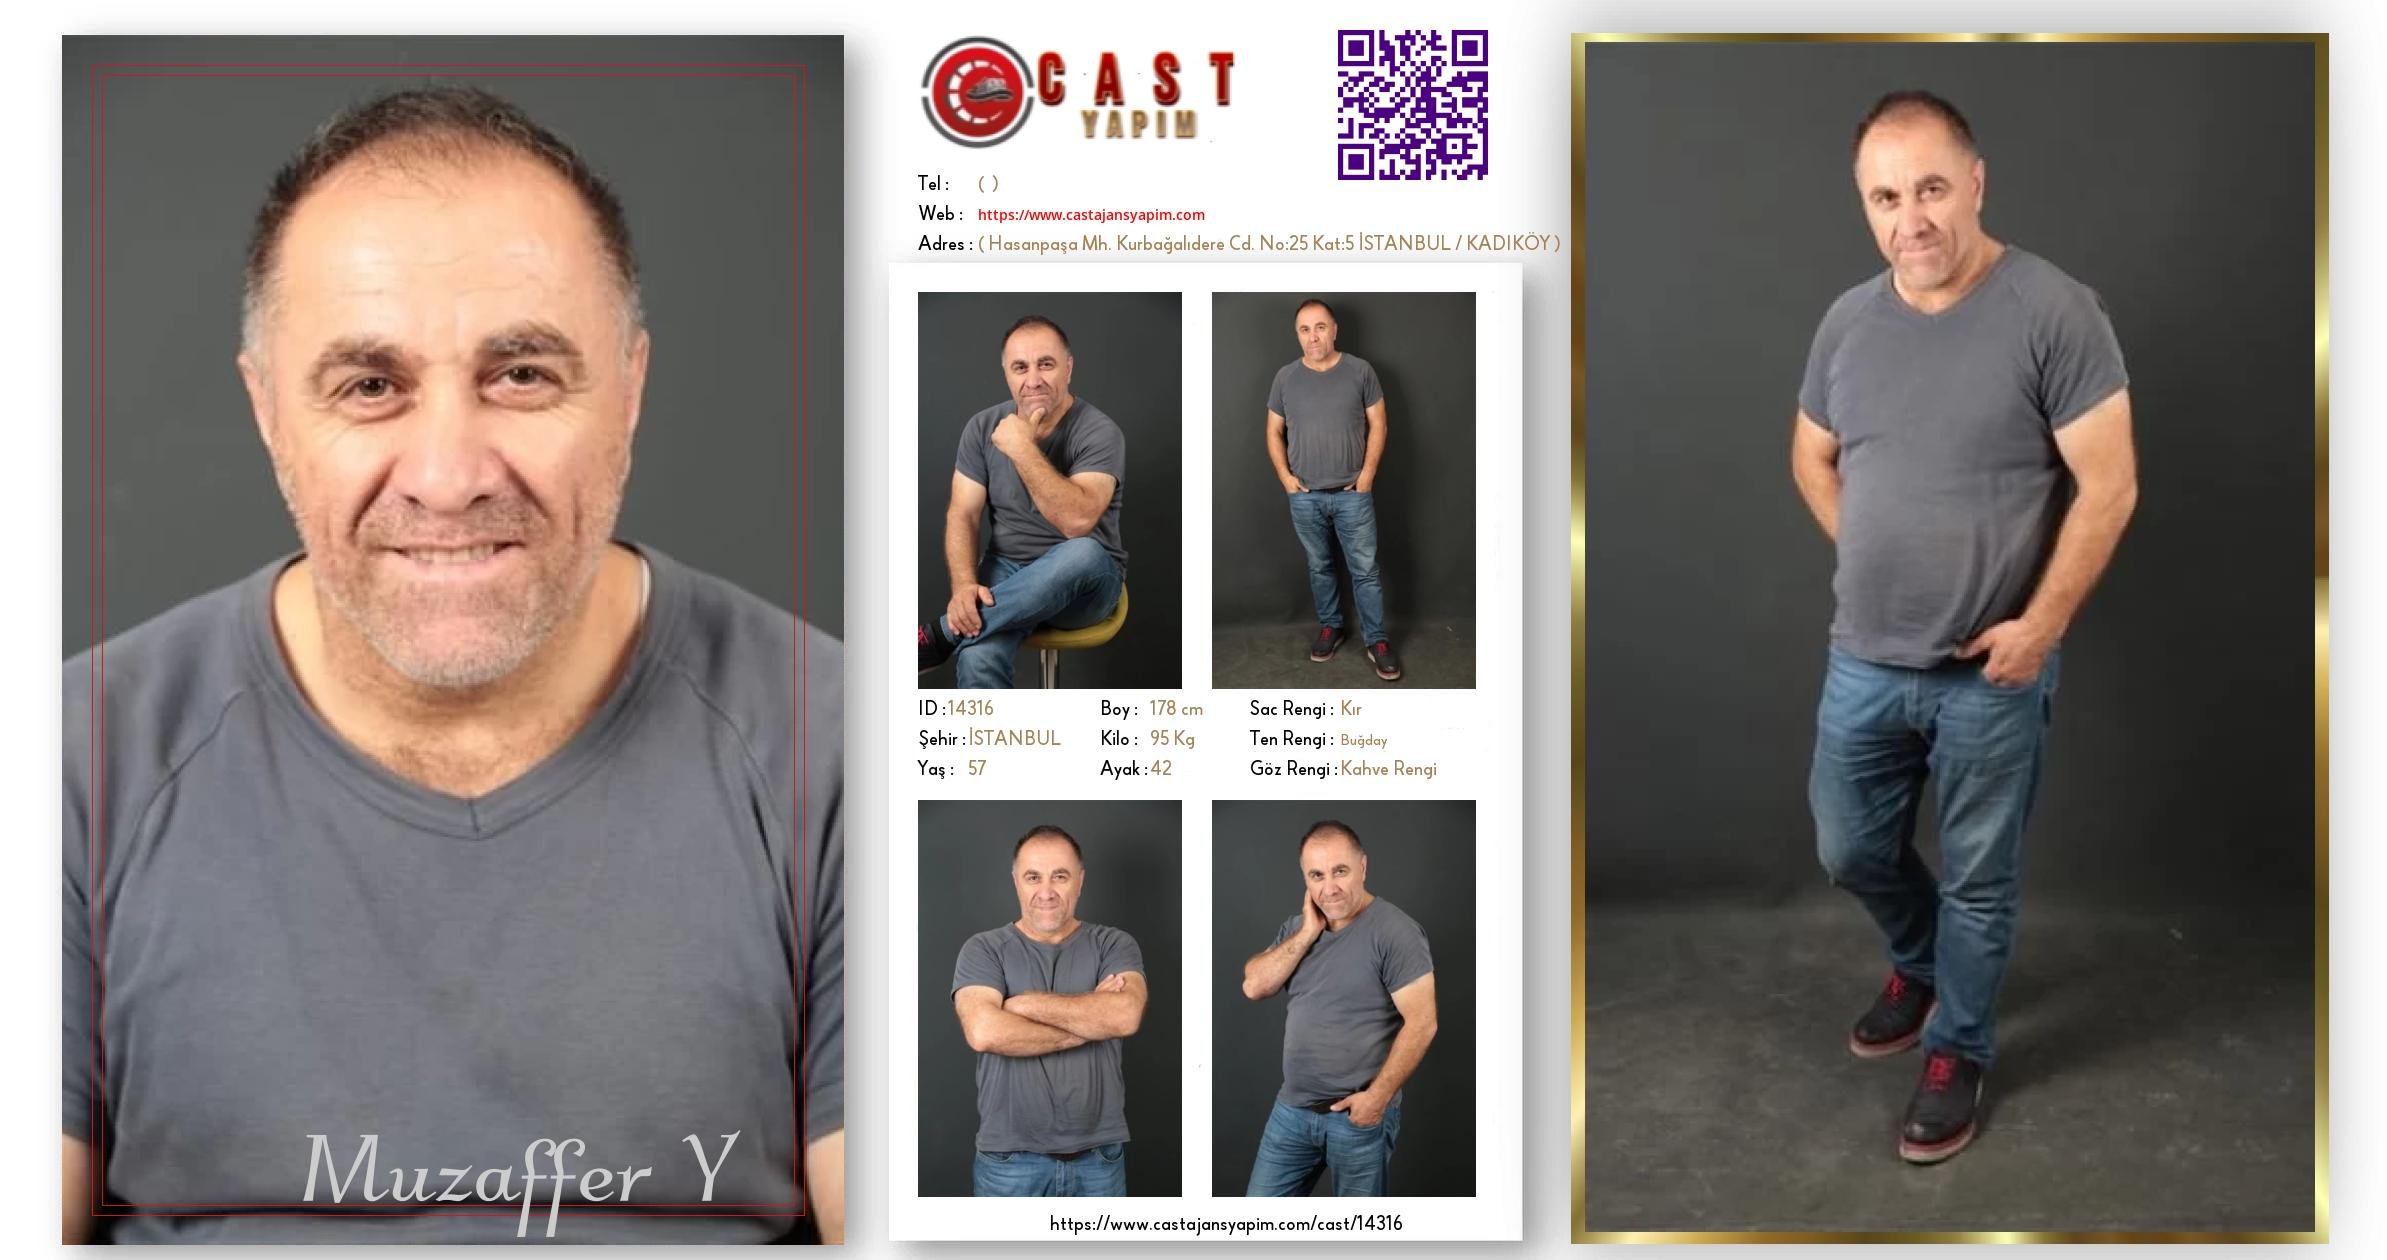 Muzaffer Y
CAST
YAPIM
Tel : ( )
Web : https://www.castajansyapim.com
Adres : ( Hasanpaşa Mh. Kurbağalıdere Cd. No:25 Kat:5 İSTANBUL / KADIKÖY )
ID : 14316 Boy : 178 cm Sac Rengi : Kır
Şehir : İSTANBUL Kilo : 95 Kg Ten Rengi : Buğday
Yaş : 57 Ayak : 42 Göz Rengi : Kahve Rengi
https://www.castajansyapim.com/cast/14316